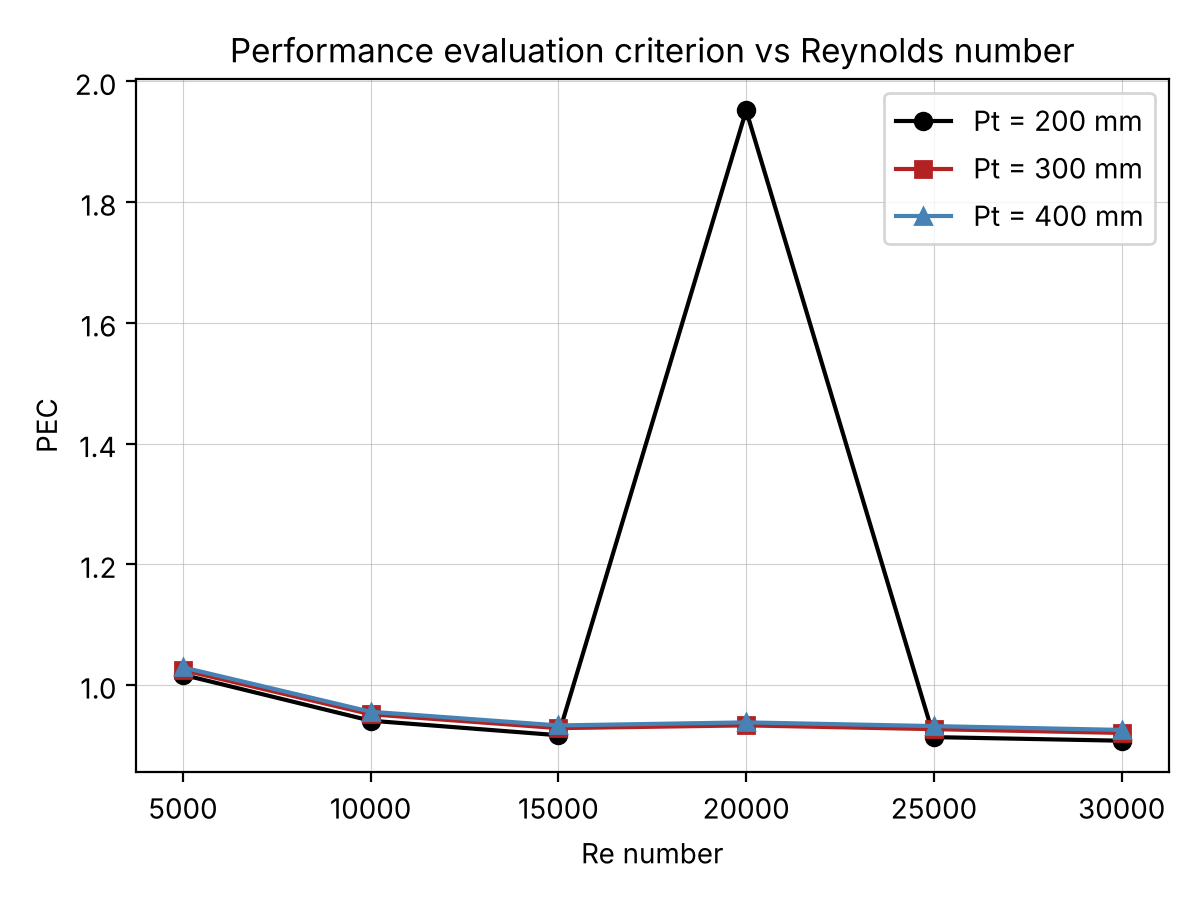 Performance evaluation criterion vs Reynolds number
2.0
1.8
1.6
1.4
1.2
1.0
PEC
Pt = 200 mm
Pt = 300 mm
Pt = 400 mm
5000 10000 15000 20000 25000 30000
Re number